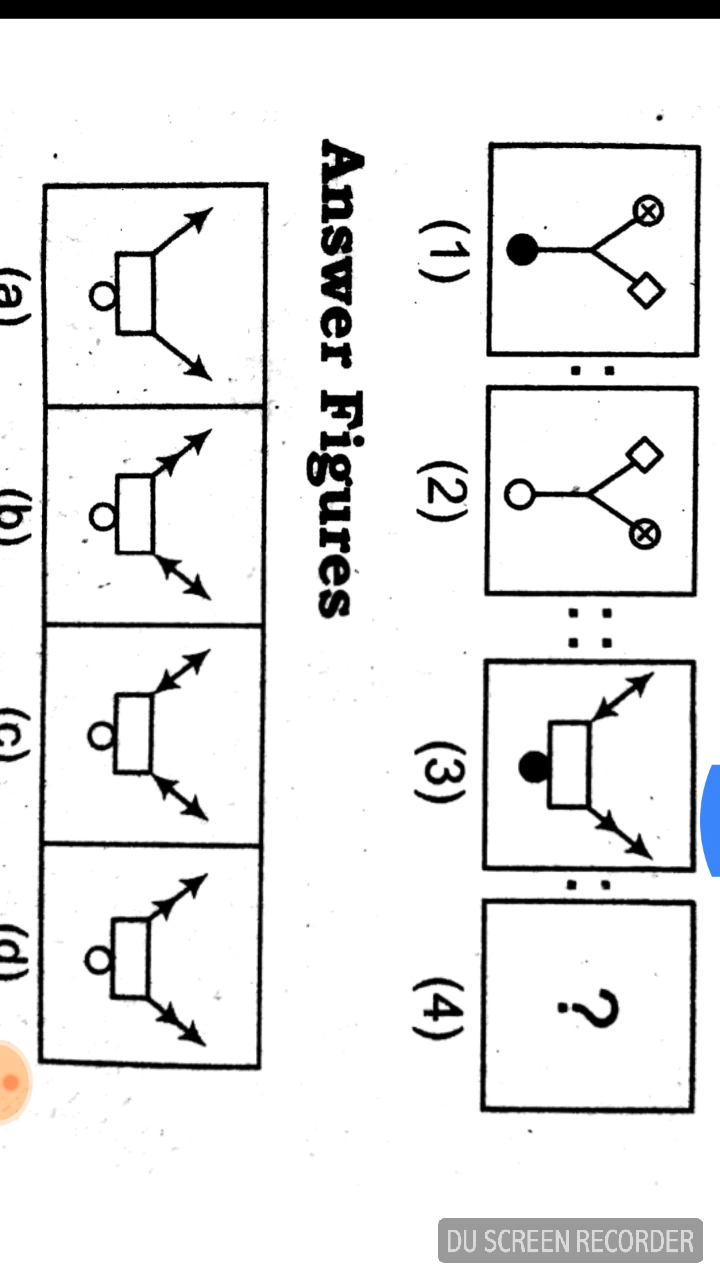 (1)
(2)
(3)
(4)
?
Answer Figures
(a)
(b)
(c)
(d)
DU SCREEN RECORDER